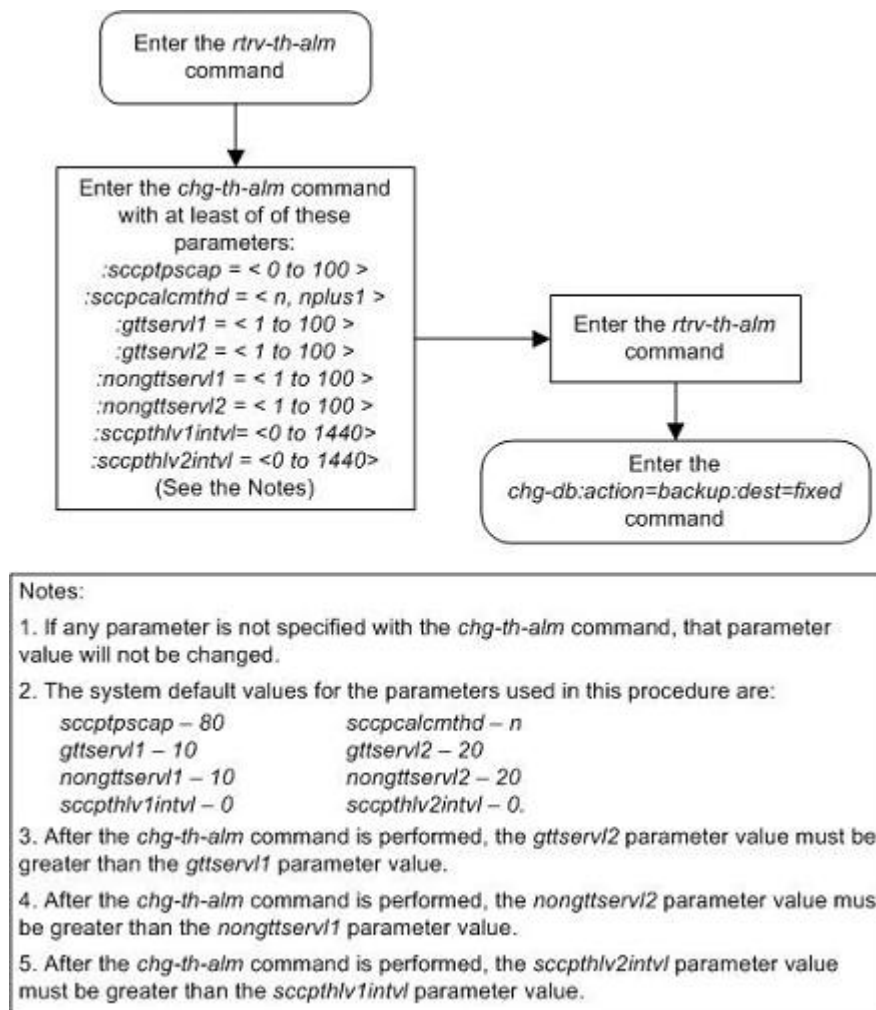 Enter the rtrv-th-alm
command
Enter the chg-th-alm command
with at least of of these
parameters:
:sccptpscap = < 0 to 100 >
:sccpcalcmthd = < n, nplus1 >
:gttservl1 = < 1 to 100 >
:gttservl2 = < 1 to 100 >
:nongttservl1 = < 1 to 100 >
:nongttservl2 = < 1 to 100 >
:sccpthlv1intvl= <0 to 1440>
:sccpthlv2intvl = <0 to 1440>
(See the Notes)
Enter the rtrv-th-alm
command
Enter the
chg-db:action=backup:dest=fixed
command
Notes:
1. If any parameter is not specified with the chg-th-alm command, that parameter
value will not be changed.
2. The system default values for the parameters used in this procedure are:
sccptpscap – 80 sccpcalcmthd – n
gttservl1 – 10 gttservl2 – 20
nongttservl1 – 10 nongttservl2 – 20
sccpthlv1intvl – 0 sccpthlv2intvl – 0.
3. After the chg-th-alm command is performed, the gttservl2 parameter value must be
greater than the gttservl1 parameter value.
4. After the chg-th-alm command is performed, the nongttservl2 parameter value mus
be greater than the nongttservl1 parameter value.
5. After the chg-th-alm command is performed, the sccpthlv2intvl parameter value
must be greater than the sccpthlv1intvl parameter value.